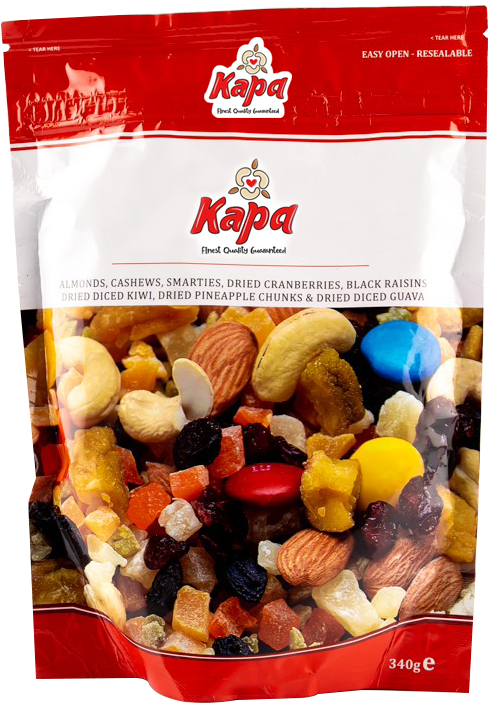 < TEAR HERE
< TEAR HERE
EASY OPEN - RESEALABLE
Kapa
Finest Quality Guaranteed
Kapa
Finest Quality Guaranteed
ALMONDS, CASHEWS, SMARTIES, DRIED CRANBERRIES, BLACK RAISINS
DRIED DICED KIWI, DRIED PINEAPPLE CHUNKS & DRIED DICED GUAVA
340g e